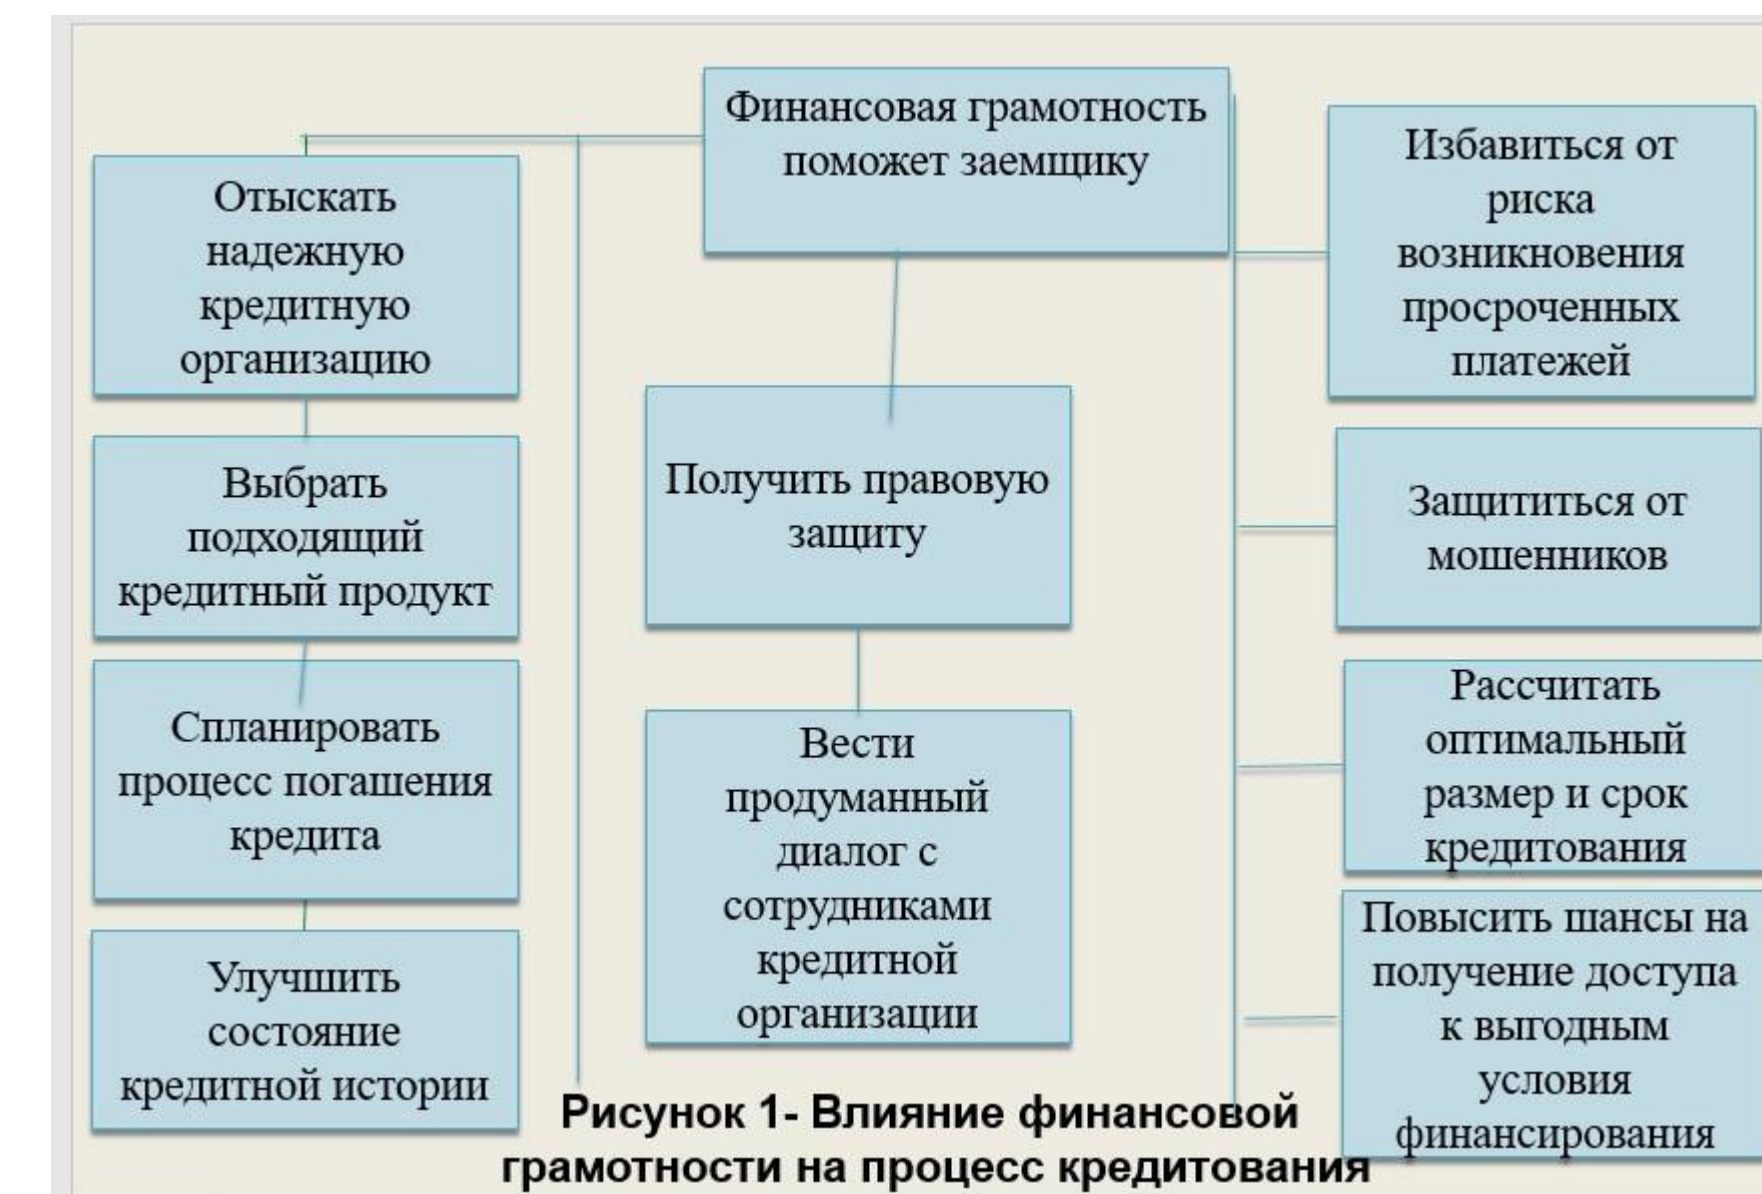 Финансовая грамотность
поможет заемщику
Отыскать
надежную
кредитную
организацию
Выбрать
подходящий
кредитный продукт
Спланировать
процесс погашения
кредита
Улучшить
состояние
кредитной истории
Получить правовую
защиту
Вести
продуманный
диалог с
сотрудниками
кредитной
организации
Избавиться от
риска
возникновения
просроченных
платежей
Защититься от
мошенников
Рассчитать
оптимальный
размер и срок
кредитования
Повысить шансы на
получение доступа
к выгодным
условия
финансирования
Рисунок 1- Влияние финансовой
грамотности на процесс кредитования